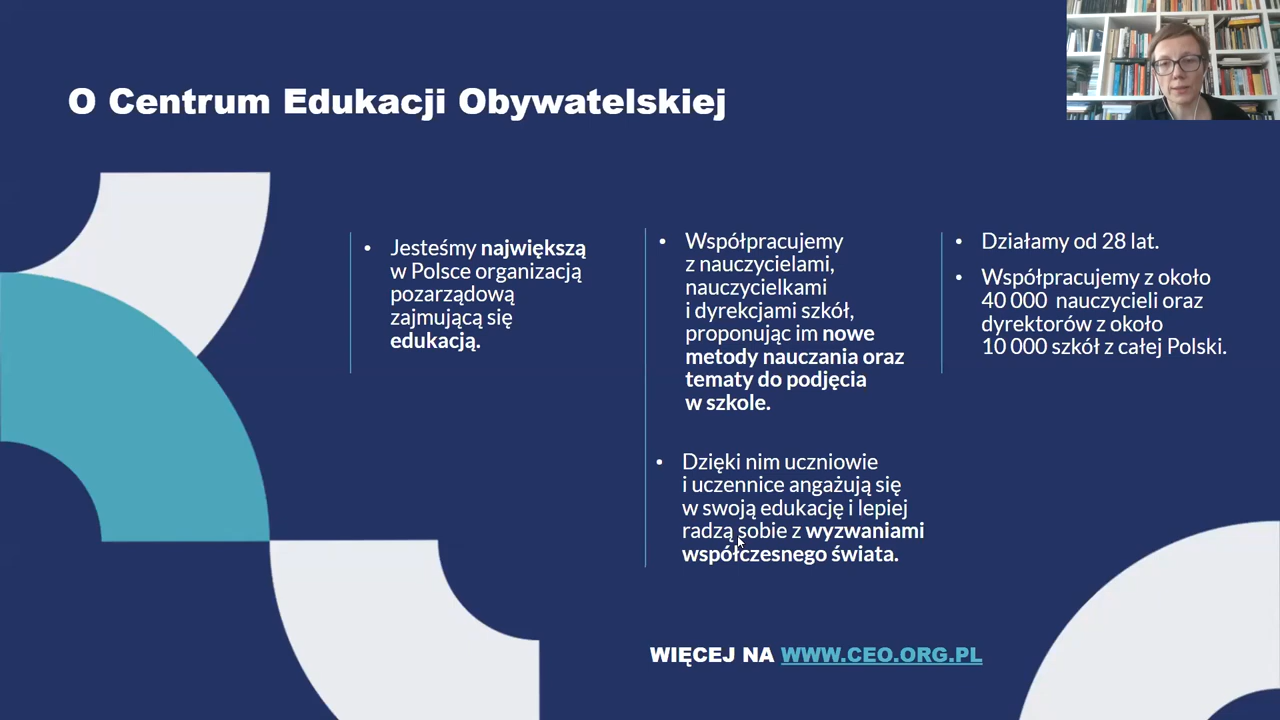 O Centrum Edukacji Obywatelskiej
• Jesteśmy największą
w Polsce organizacją
pozarządową
zajmującą się
edukacją.
• Współpracujemy
z nauczycielami,
nauczycielkami
i dyrekcjami szkół,
proponując im nowe
metody nauczania oraz
tematy do podjęcia
w szkole.
• Dzięki nim uczniowie
i uczennice angażują się
w swoją edukację i lepiej
radzą sobie z wyzwaniami
współczesnego świata.
• Działamy od 28 lat.
• Współpracujemy z około
40 000 nauczycieli oraz
dyrektorów z około
10 000 szkół z całej Polski.
WIĘCEJ NA WWW.CEO.ORG.PL